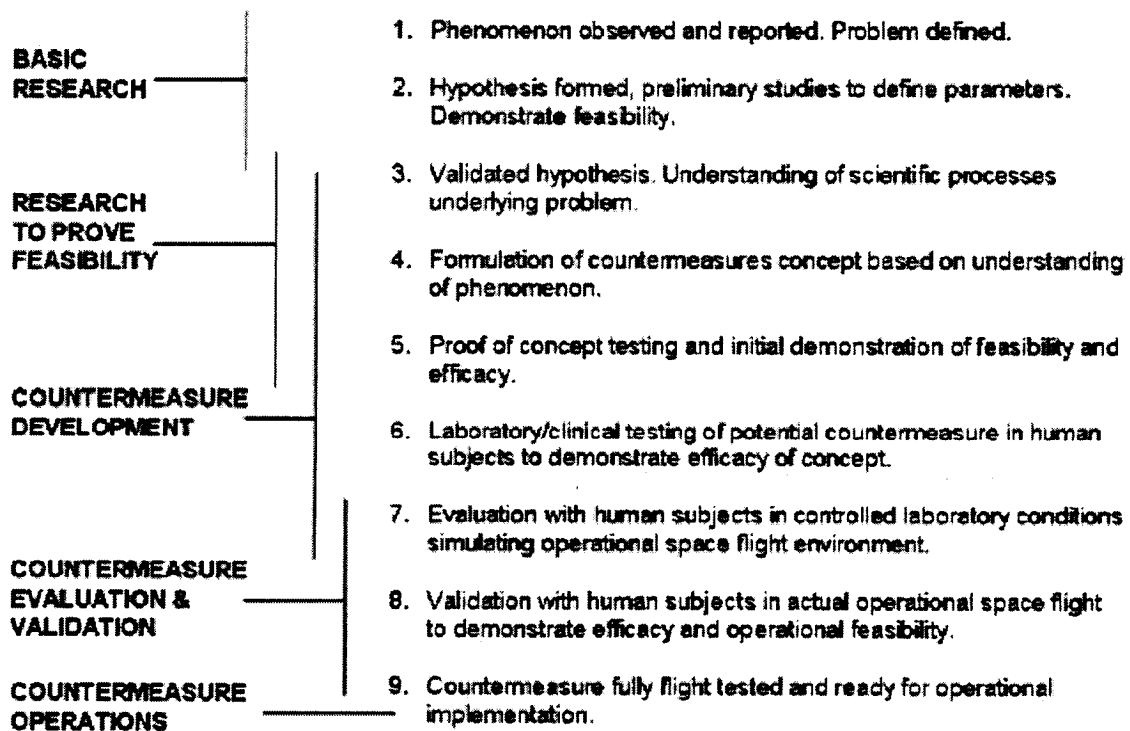 BASIC
RESEARCH
RESEARCH
TO PROVE
FEASIBILITY
COUNTERMEASURE
DEVELOPMENT
COUNTERMEASURE
EVALUATION &
VALIDATION
COUNTERMEASURE
OPERATIONS
1. Phenomenon observed and reported. Problem defined.
2. Hypothesis formed, preliminary studies to define parameters.
Demonstrate feasibility.
3. Validated hypothesis. Understanding of scientific processes
underlying problem.
4. Formulation of countermeasures concept based on understanding
of phenomenon.
5. Proof of concept testing and initial demonstration of feasibility and
efficacy.
6. Laboratory/clinical testing of potential countermeasure in human
subjects to demonstrate efficacy of concept.
7. Evaluation with human subjects in controlled laboratory conditions
simulating operational space flight environment.
8. Validation with human subjects in actual operational space flight
to demonstrate efficacy and operational feasibility.
9. Countermeasure fully flight tested and ready for operational
implementation.